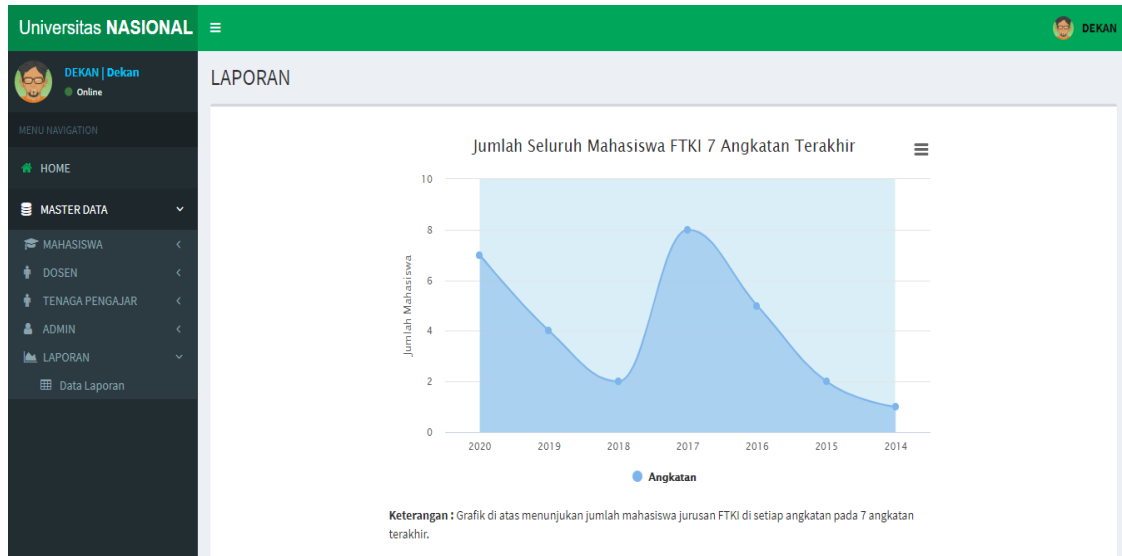 Universitas NASIONAL
DEKAN
DEKAN | Dekan
Online
MENU NAVIGATION
HOME
MASTER DATA
MAHASISWA
DOSEN
TENAGA PENGAJAR
ADMIN
LAPORAN
Data Laporan
LAPORAN
Jumlah Seluruh Mahasiswa FTKI 7 Angkatan Terakhir
Jumlah Mahasiswa
10
8
6
4
2
0
2020 2019 2018 2017 2016 2015 2014
Angkatan
Keterangan : Grafik di atas menunjukan jumlah mahasiswa jurusan FTKI di setiap angkatan pada 7 angkatan
terakhir.